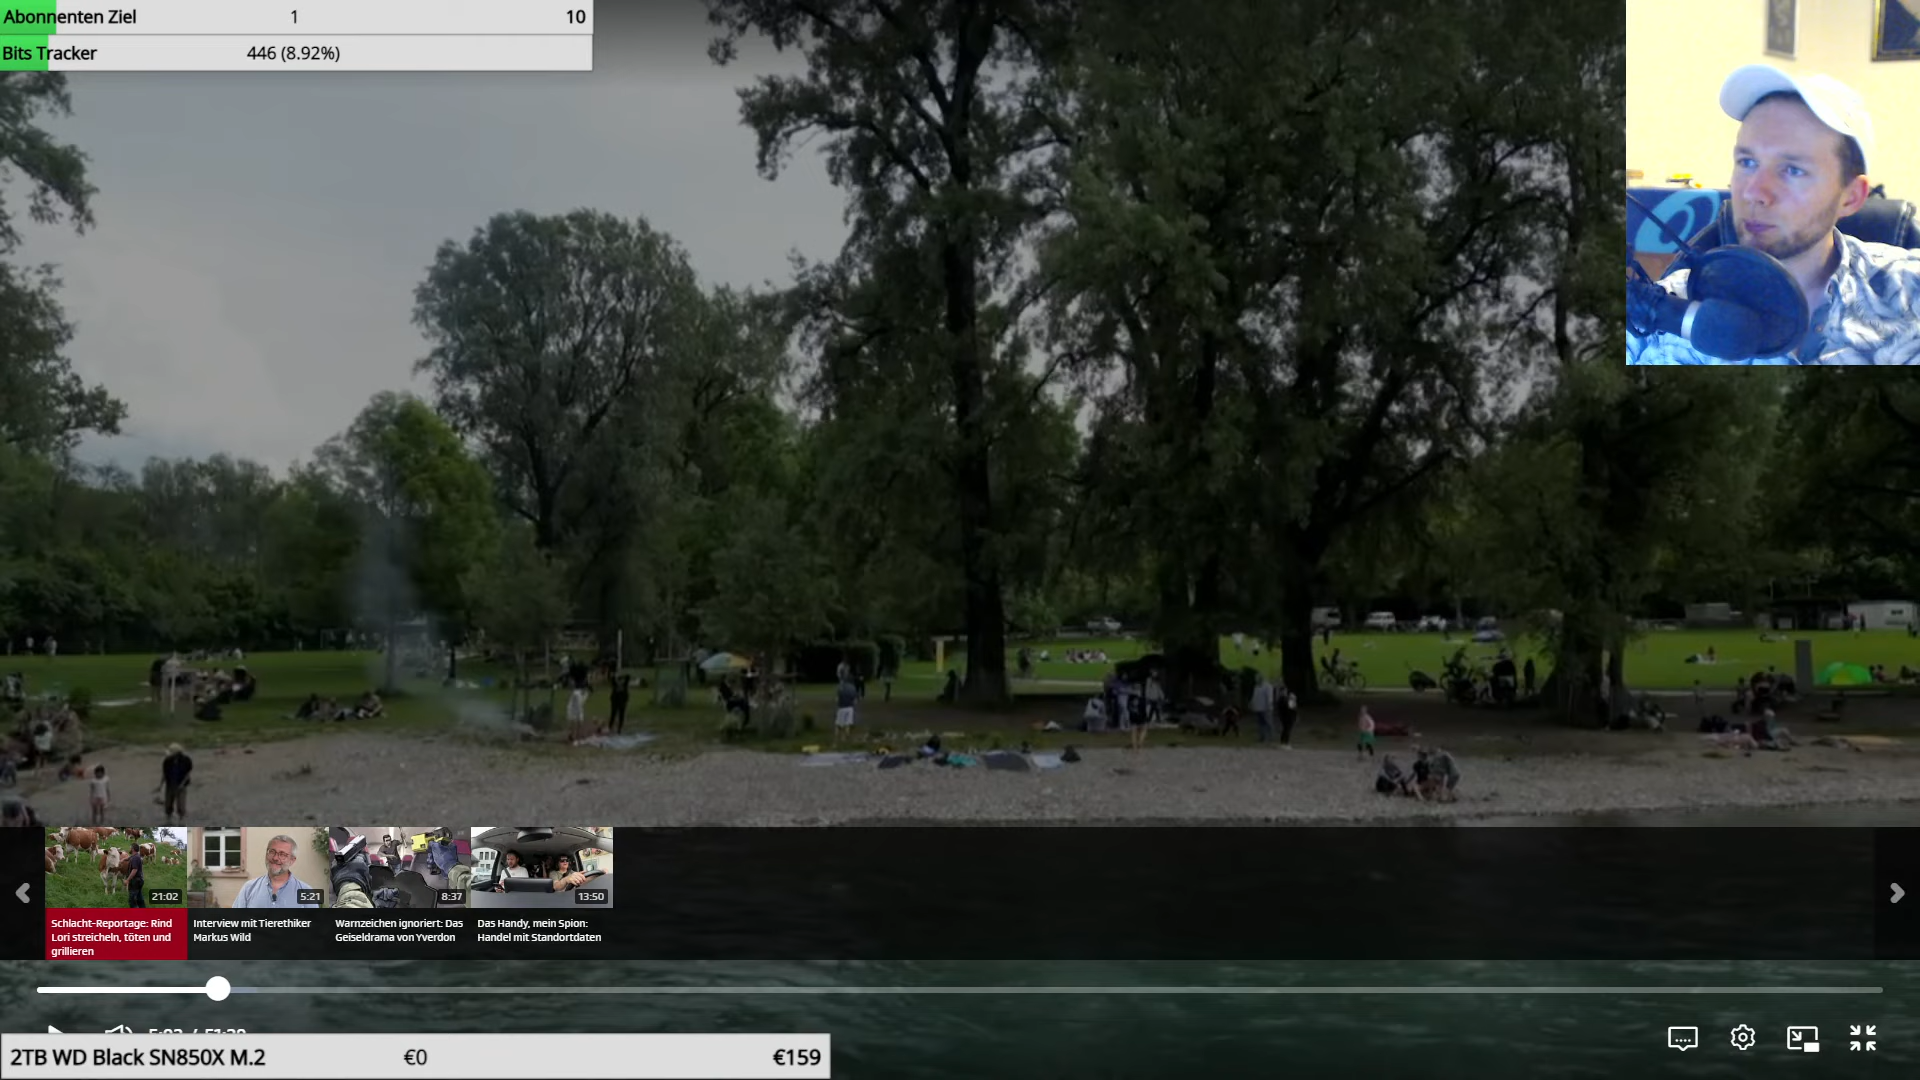 Abonnenten Ziel 1 10
Bits Tracker 446 (8.92%)
21:02
5:21
8:37
13:50
Schlacht-Reportage: Rind
Lori streicheln, töten und
grillieren
Interview mit Tierethiker
Markus Wild
Warnzeichen ignoriert: Das
Geiseldrama von Yverdon
Das Handy, mein Spion:
Handel mit Standortdaten
2TB WD Black SN850X M.2 €0 €159